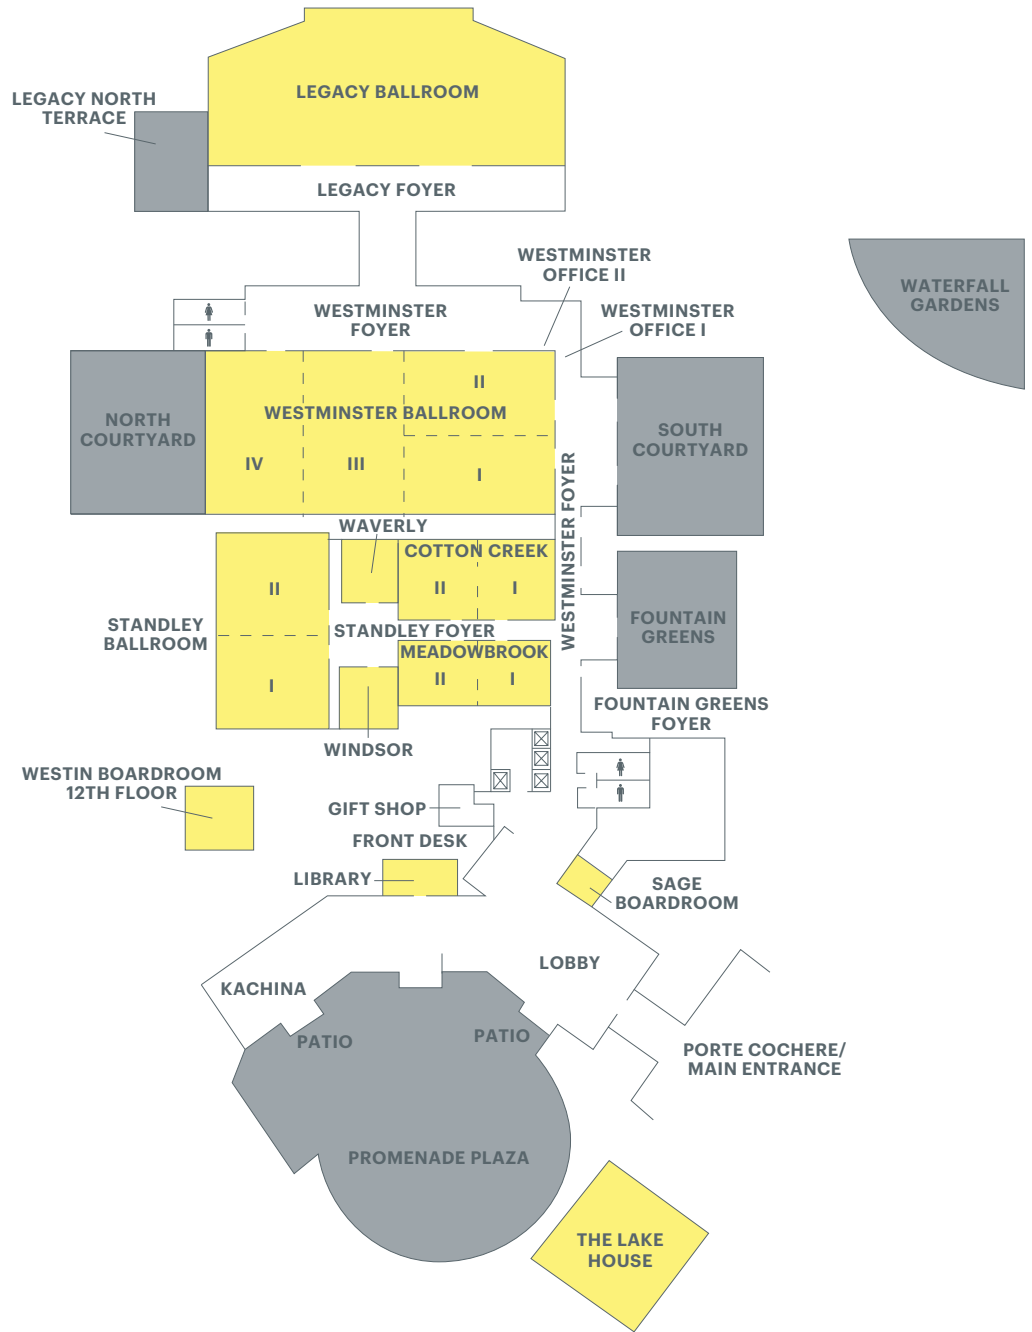 LEGACY BALLROOM
LEGACY NORTH
TERRACE
LEGACY FOYER
WESTMINSTER
OFFICE II
WATERFALL
GARDENS
WESTMINSTER
FOYER
WESTMINSTER
OFFICE I
II
WESTMINSTER BALLROOM
NORTH
COURTYARD
SOUTH
COURTYARD
IV
III
I
WESTMINSTER FOYER
WAVERLY
COTTON CREEK
II
II
I
STANDLEY
BALLROOM
STANDLEY FOYER
FOUNTAIN
GREENS
MEADOWBROOK
I
II
I
FOUNTAIN GREENS
FOYER
WINDSOR
WESTIN BOARDROOM
12TH FLOOR
GIFT SHOP
FRONT DESK
LIBRARY
SAGE
BOARDROOM
LOBBY
KACHINA
PATIO
PATIO
PORTE COCHERE/
MAIN ENTRANCE
PROMENADE PLAZA
THE LAKE
HOUSE